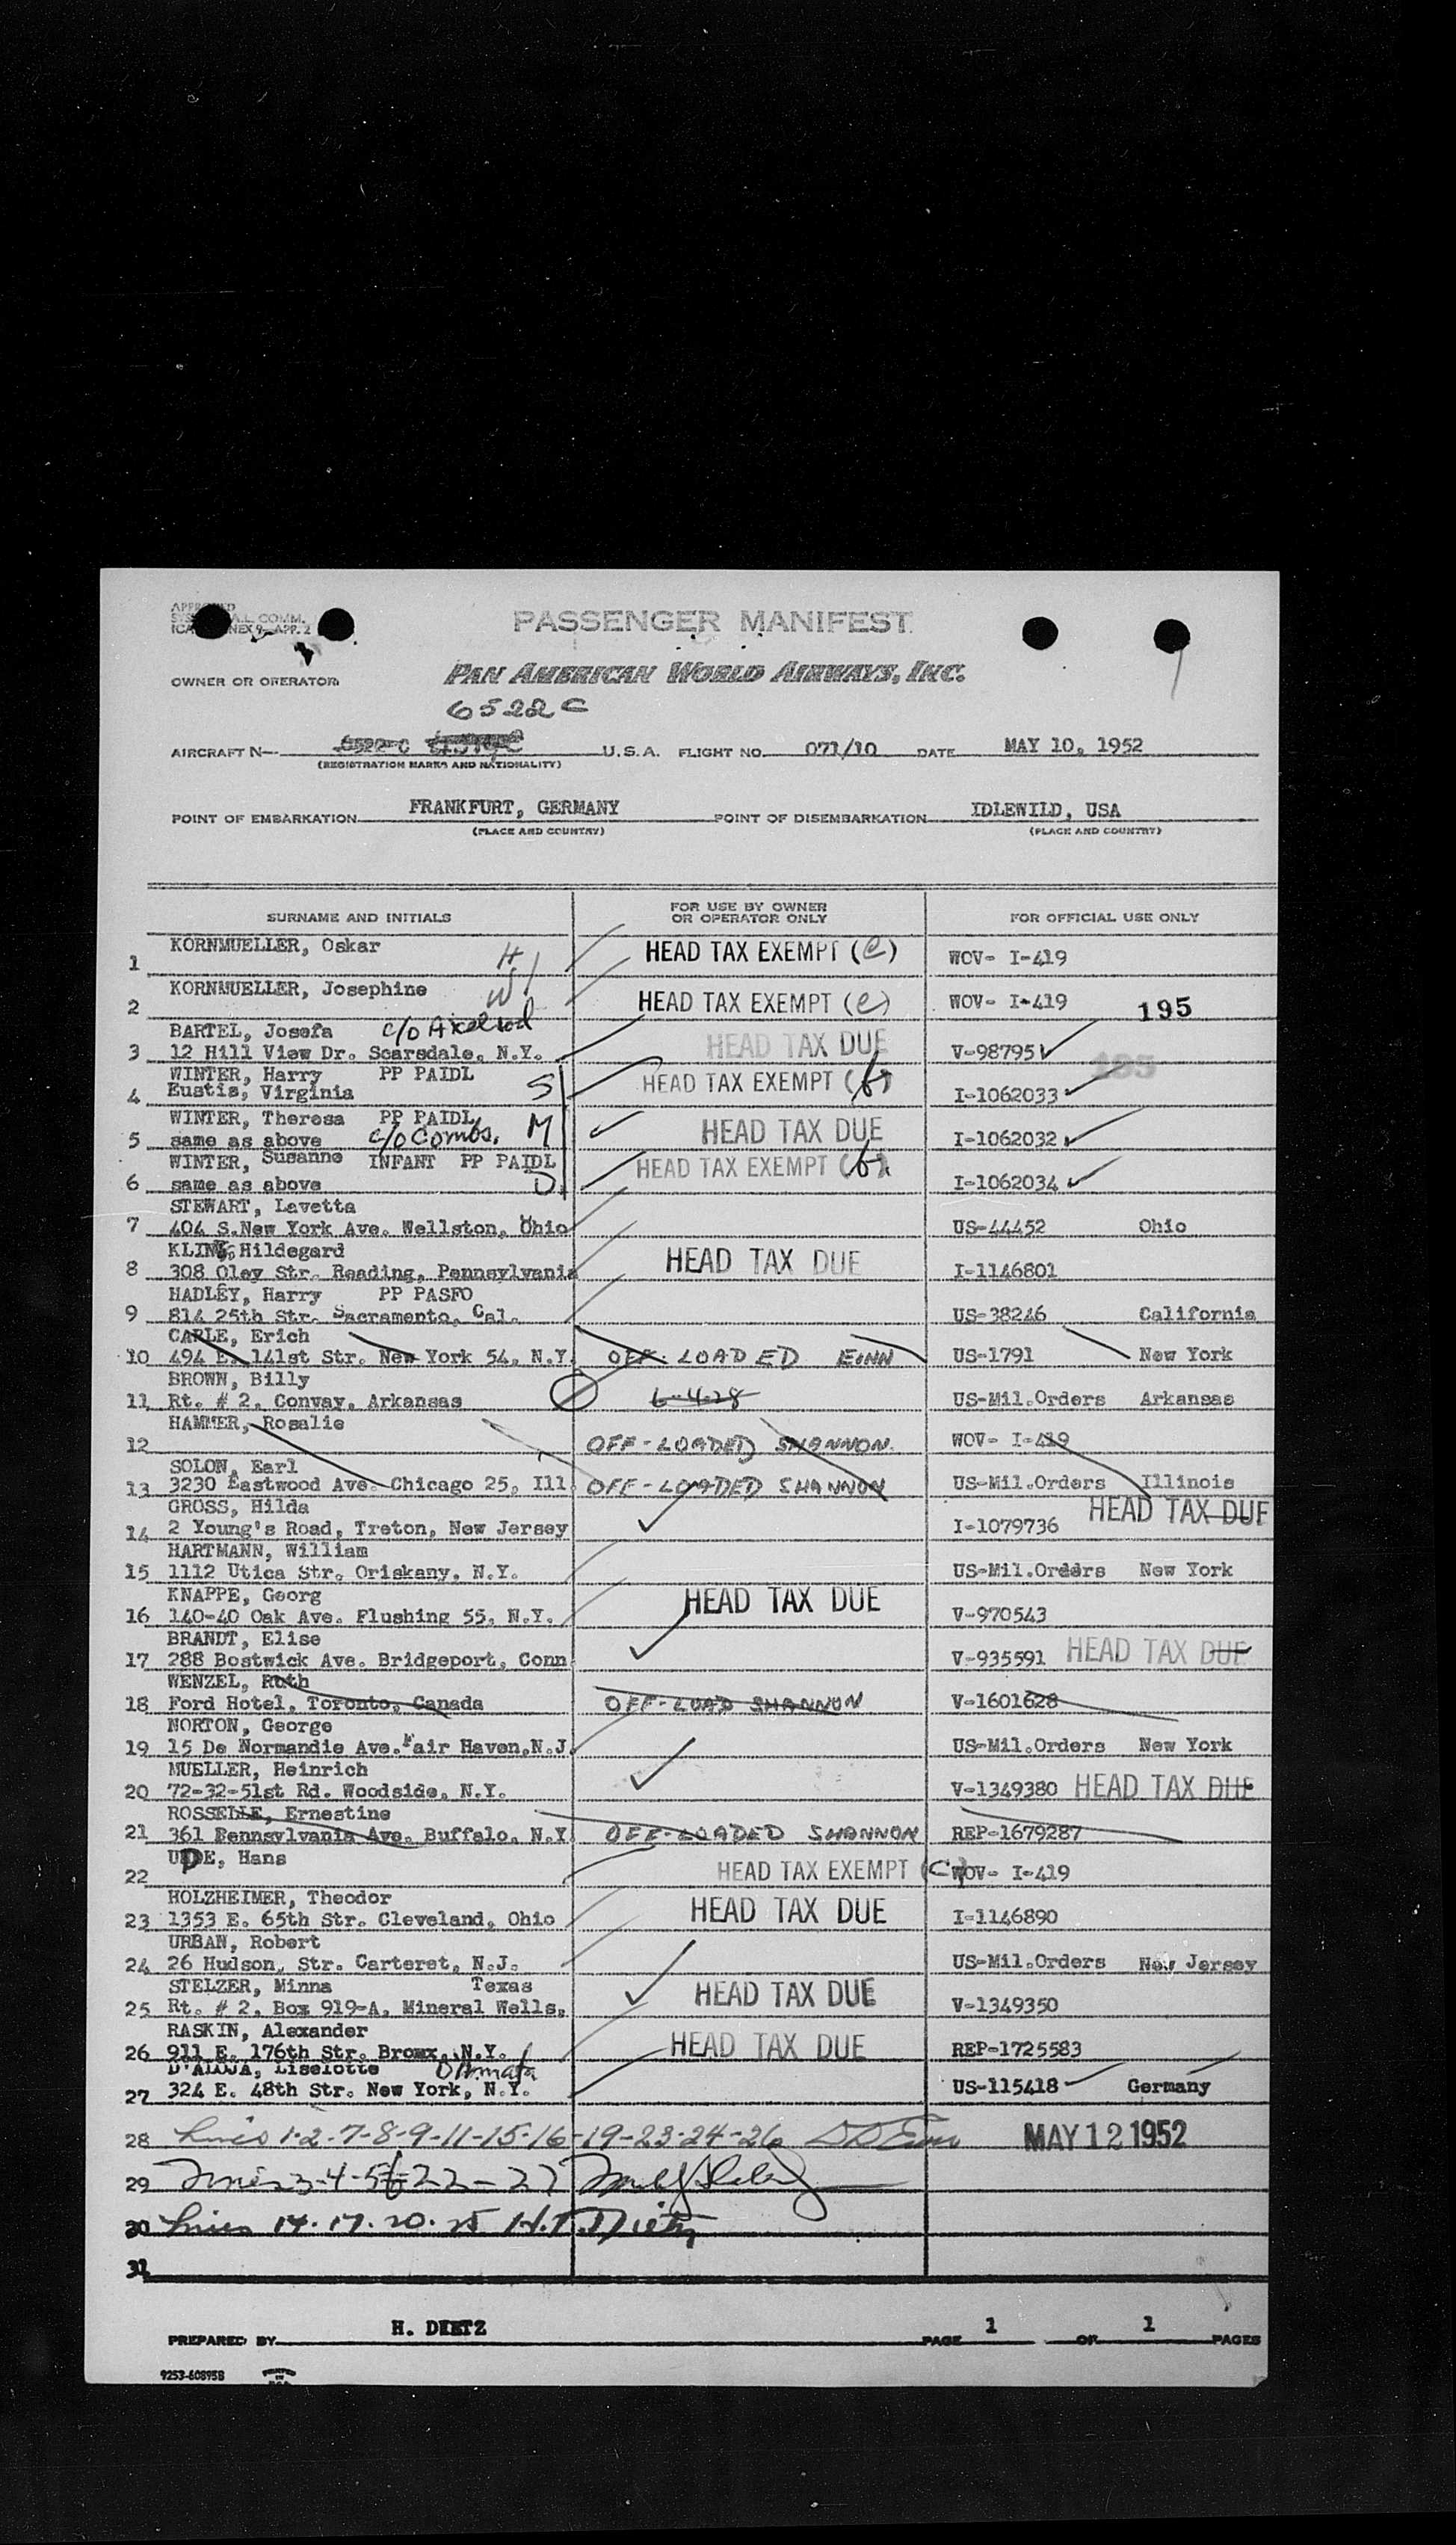 APPROVED
A.L. COMM.
ANNEX 9-APP. 2
PASSENGER MANIFEST
OWNER OR OPERATOR
PAN AMERICAN WORLD AIRWAYS, INC.
6522C
AIRCRAFT N- 6522 C U.S.A. FLIGHT NO. 071/10 DATE MAY 10, 1952
(REGISTRATION MARKS AND NATIONALITY)
POINT OF EMBARKATION FRANKFURT, GERMANY POINT OF DISEMBARKATION IDLEWILD, USA
(PLACE AND COUNTRY) (PLACE AND COUNTRY)
SURNAME AND INITIALS FOR USE BY OWNER OR OPERATOR ONLY FOR OFFICIAL USE ONLY
KORNMUELLER, Oskar H
1 HEAD TAX EXEMPT (e) WOV- I-419
KORNMUELLER, Josephine W
2 HEAD TAX EXEMPT (e) WOV- I-419 195
BARTEL, Josefa c/o Axelrod
3 12 Hill View Dr. Scarsdale, N.Y. HEAD TAX DUE V-98795
WINTER, Harry PP PAIDL S 195
4 Eustis, Virginia HEAD TAX EXEMPT (b) I-1062033
WINTER, Theresa PP PAIDL
5 same as above c/o Combs. M HEAD TAX DUE I-1062032
WINTER, Susanne INFANT PP PAIDL
6 same as above D HEAD TAX EXEMPT (b) I-1062034
STEWART, Lavetta
7 404 S.New York Ave. Wellston, Ohio US-44452 Ohio
KLING, Hildegard
8 308 Oley Str. Reading, Pennsylvania HEAD TAX DUE I-1146801
HADLEY, Harry PP PASFO
9 814 25th Str. Sacramento, Cal. US-38246 California
CARLE, Erich
10 494 E. 141st Str. New York 54, N.Y. OFF-LOADED EINN US-1791 New York
BROWN, Billy
11 Rt. # 2, Convay, Arkansas 6-4-28 US-Mil.Orders Arkansas
HAMMER, Rosalie
12 OFF-LOADED SHANNON. WOV- I-419
SOLON, Earl
13 3230 Eastwood Ave. Chicago 25, Ill. OFF-LOADED SHANNON US-Mil.Orders Illinois
GROSS, Hilda
14 2 Young's Road, Treton, New Jersey I-1079736 HEAD TAX DUE
HARTMANN, William
15 1112 Utica Str. Oriskany, N.Y. US-Mil.Orders New York
KNAPPE, Georg
16 140-40 Oak Ave. Flushing 55, N.Y. HEAD TAX DUE V-970543
BRANDT, Elise
17 288 Bostwick Ave. Bridgeport, Conn. V-935591 HEAD TAX DUE
WENZEL, Ruth
18 Ford Hotel, Toronto, Canada OFF-LOAD SHANNON V-1601628
NORTON, George
19 15 De Normandie Ave. Fair Haven,N.J. US-Mil.Orders New York
MUELLER, Heinrich
20 72-32-51st Rd. Woodside, N.Y. V-1349380 HEAD TAX DUE
ROSSELLE, Ernestine
21 361 Pennsylvania Ave. Buffalo, N.Y. OFF-LOADED SHANNON REP-1679287
UDE, Hans
22 HEAD TAX EXEMPT (C) WOV- I-419
HOLZHEIMER, Theodor
23 1353 E. 65th Str. Cleveland, Ohio HEAD TAX DUE I-1146890
URBAN, Robert
24 26 Hudson, Str. Carteret, N.J. US-Mil.Orders New Jersey
STELZER, Minna Texas
25 Rt. # 2, Box 919-A, Mineral Wells, HEAD TAX DUE V-1349350
RASKIN, Alexander
26 911 E. 176th Str. Bronx, N.Y. HEAD TAX DUE REP-1725583
Liselotte D'Amato
27 324 E. 48th Str. New York, N.Y. US-115418 Germany
28 Lines 1-2-7-8-9-11-15-16-19-23-24-26 MAY 12 1952
29 Lines 3-4-5-6-22-27
30 Lines 14.17.20.25 H.T. Dietz
31
PREPARED BY H. DIETZ PAGE 1 OF 1 PAGES
9253-60895B